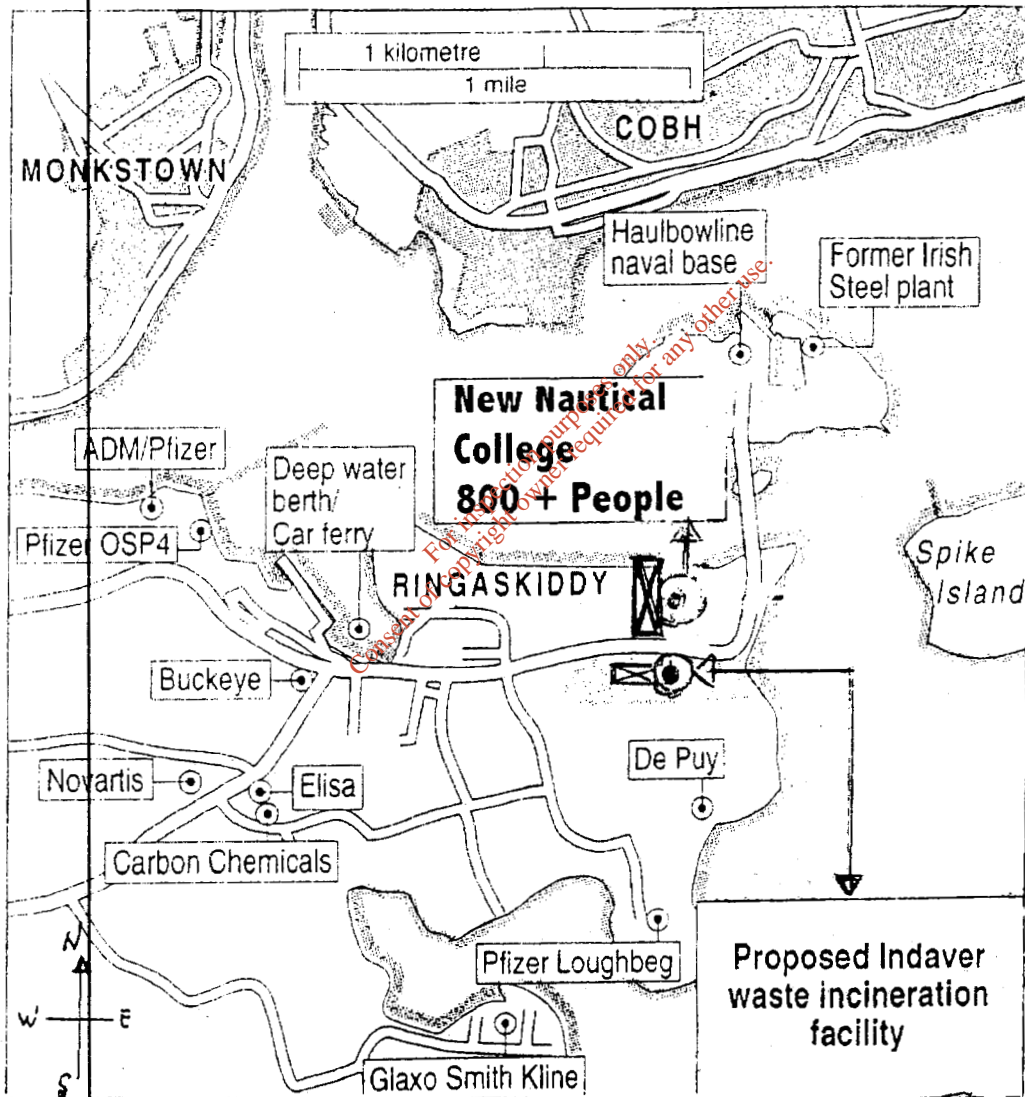 1 kilometre
1 mile
MONKSTOWN
COBH
Haulbowline
naval base
Former Irish
Steel plant
New Nautical
College
800 + People
ADM/Pfizer
Deep water
berth/
Car ferry
Pfizer OSP4
For inspection purposes only.
Consent of copyright owner required for any other use.
RINGASKIDDY
Spike
Island
Buckeye
De Puy
Novartis
Elisa
Carbon Chemicals
Pfizer Loughbeg
Proposed Indaver
waste incineration
facility
N
W E
S
Glaxo Smith Kline